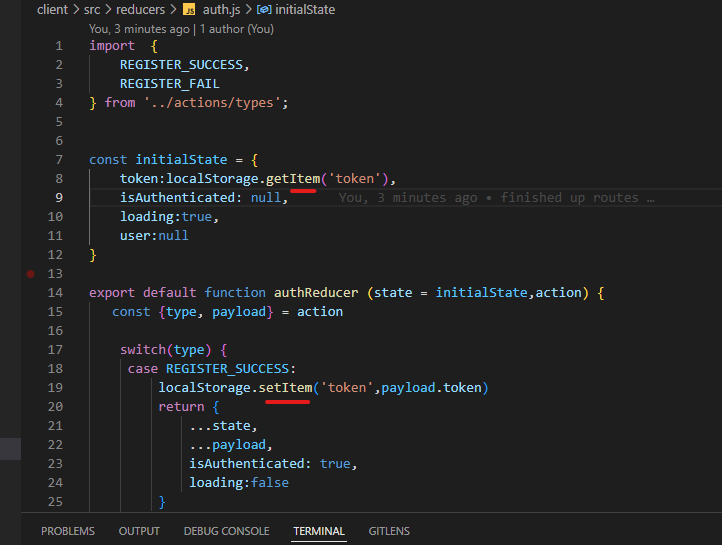 client > src > reducers > JS auth.js > initialState
You, 3 minutes ago | 1 author (You)
1 import  {
2     REGISTER_SUCCESS,
3     REGISTER_FAIL
4 } from '../actions/types';
5
6
7 const initialState = {
8     token:localStorage.getItem('token'),
9     isAuthenticated: null,      You, 3 minutes ago • finished up routes …
10     loading:true,
11     user:null
12 }
13
14 export default function authReducer (state = initialState,action) {
15    const {type, payload} = action
16
17     switch(type) {
18      case REGISTER_SUCCESS:
19          localStorage.setItem('token',payload.token)
20          return {
21              ...state,
22              ...payload,
23              isAuthenticated: true,
24              loading:false
25          }
PROBLEMS OUTPUT DEBUG CONSOLE TERMINAL GITLENS